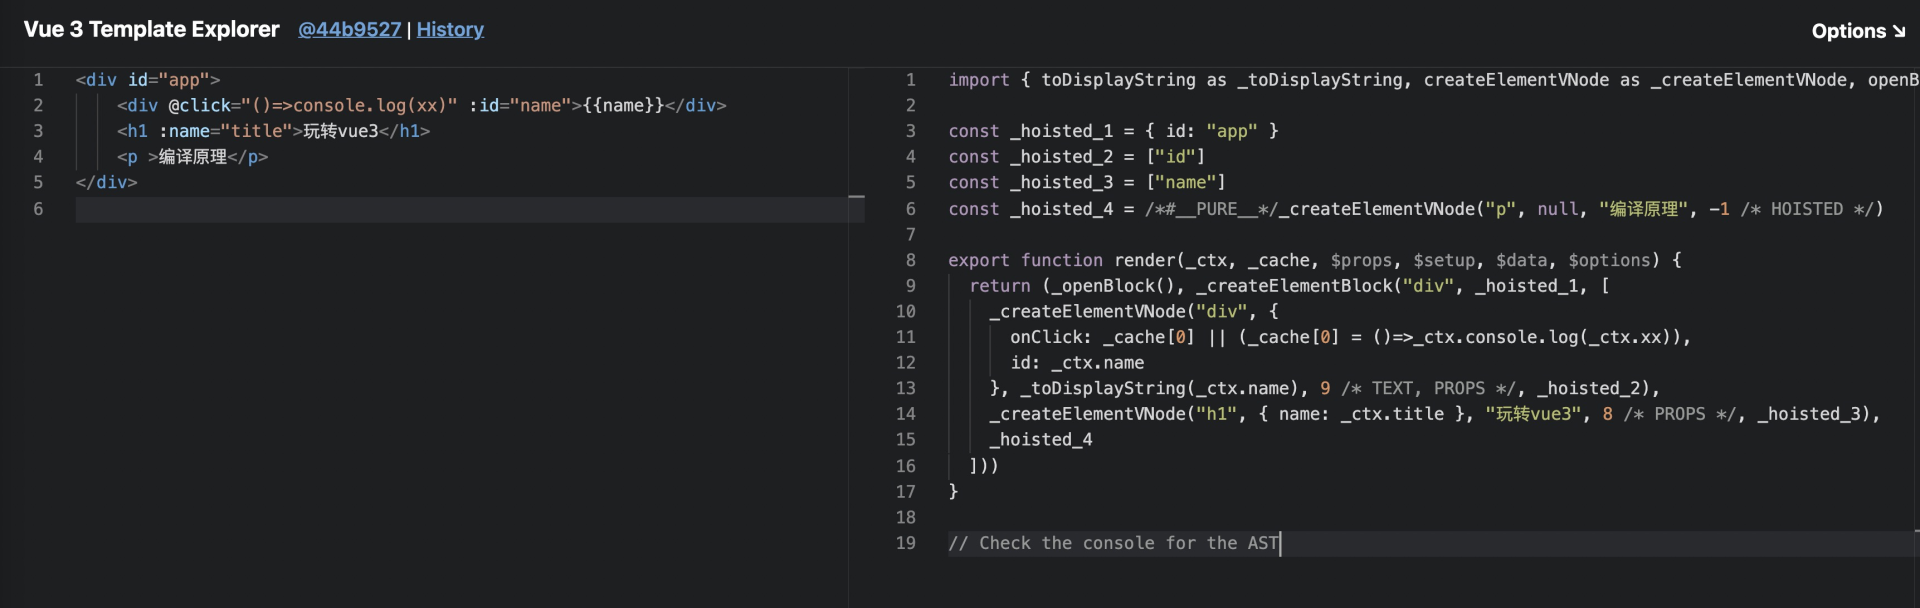 Vue 3 Template Explorer @44b9527 | History
Options ↘
1 <div id="app">
2 <div @click="()=>console.log(xx)" :id="name">{{name}}</div>
3 <h1 :name="title">玩转vue3</h1>
4 <p >编译原理</p>
5 </div>
6
1 import { toDisplayString as _toDisplayString, createElementVNode as _createElementVNode, openB
2
3 const _hoisted_1 = { id: "app" }
4 const _hoisted_2 = ["id"]
5 const _hoisted_3 = ["name"]
6 const _hoisted_4 = /*#__PURE__*/_createElementVNode("p", null, "编译原理", -1 /* HOISTED */)
7
8 export function render(_ctx, _cache, $props, $setup, $data, $options) {
9 return (_openBlock(), _createElementBlock("div", _hoisted_1, [
10 _createElementVNode("div", {
11 onClick: _cache[0] || (_cache[0] = ()=>_ctx.console.log(_ctx.xx)),
12 id: _ctx.name
13 }, _toDisplayString(_ctx.name), 9 /* TEXT, PROPS */, _hoisted_2),
14 _createElementVNode("h1", { name: _ctx.title }, "玩转vue3", 8 /* PROPS */, _hoisted_3),
15 _hoisted_4
16 ]))
17 }
18
19 // Check the console for the AST